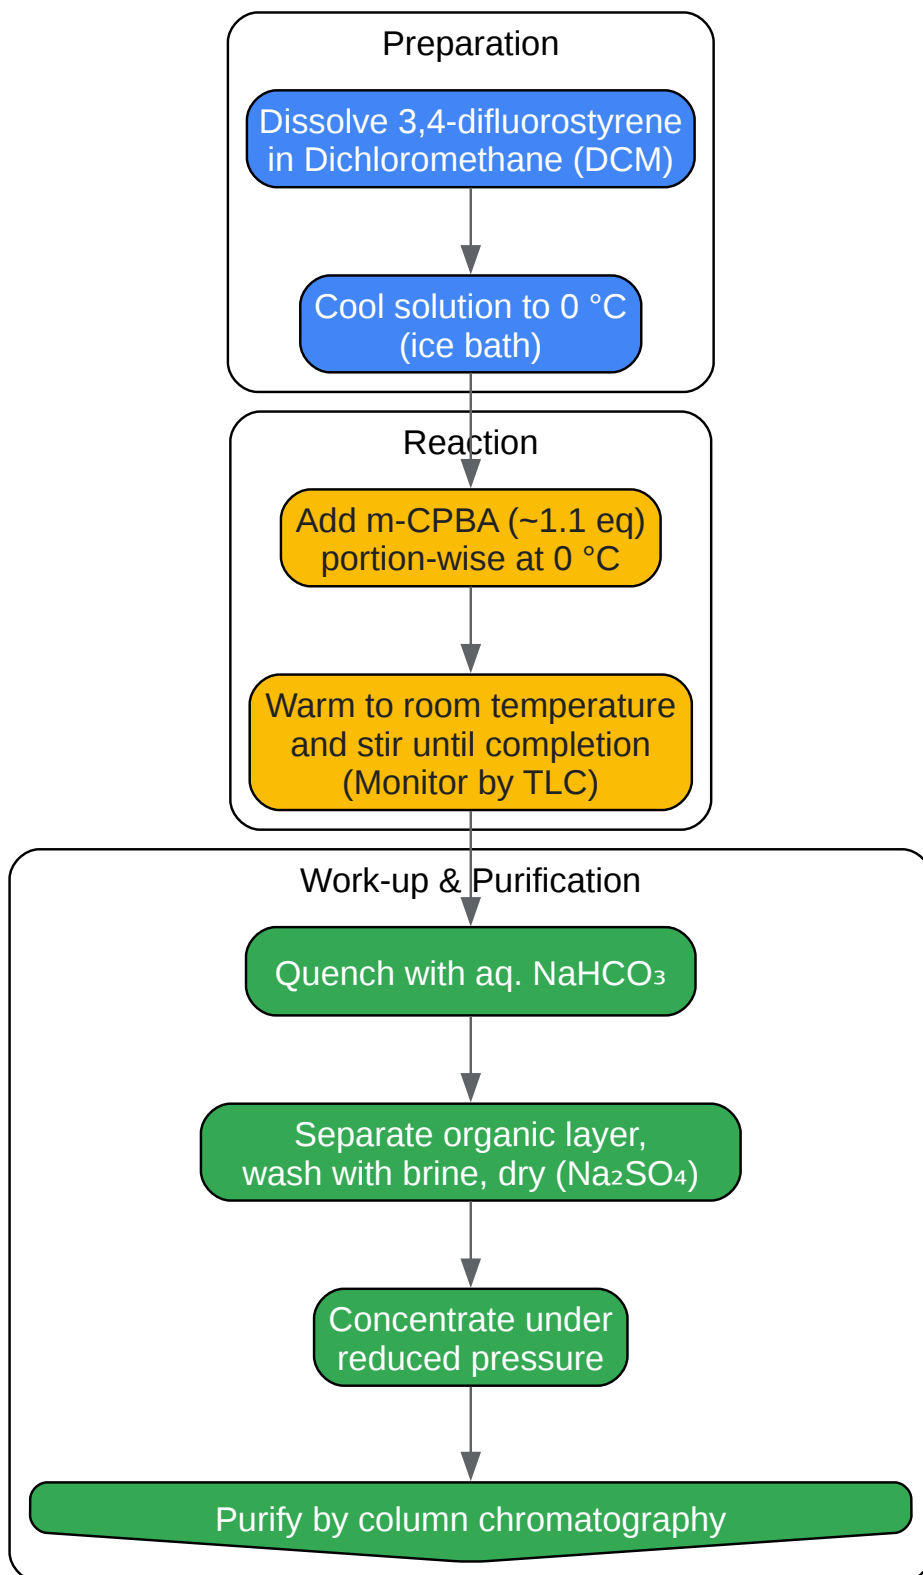 Preparation
Dissolve 3,4-difluorostyrene
in Dichloromethane (DCM)
Cool solution to 0 °C
(ice bath)
Reaction
Add m-CPBA (~1.1 eq)
portion-wise at 0 °C
Warm to room temperature
and stir until completion
(Monitor by TLC)
Work-up & Purification
Quench with aq. NaHCO₃
Separate organic layer,
wash with brine, dry (Na₂SO₄)
Concentrate under
reduced pressure
Purify by column chromatography